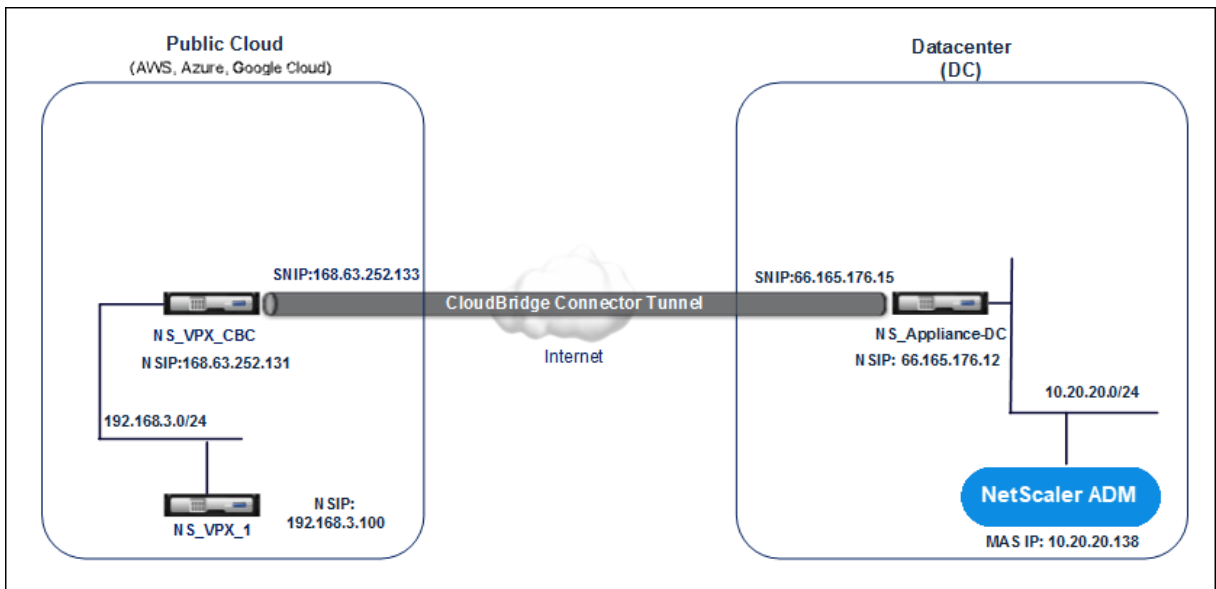 Public Cloud
(AWS, Azure, Google Cloud)
Datacenter
(DC)
SNIP:168.63.252.133
SNIP:66.165.176.15
CloudBridge Connector Tunnel
NS_VPX_CBC
NSIP:168.63.252.131
Internet
NS_Appliance-DC
NSIP: 66.165.176.12
192.168.3.0/24
10.20.20.0/24
NS_VPX_1
NSIP:
192.168.3.100
NetScaler ADM
MAS IP: 10.20.20.138